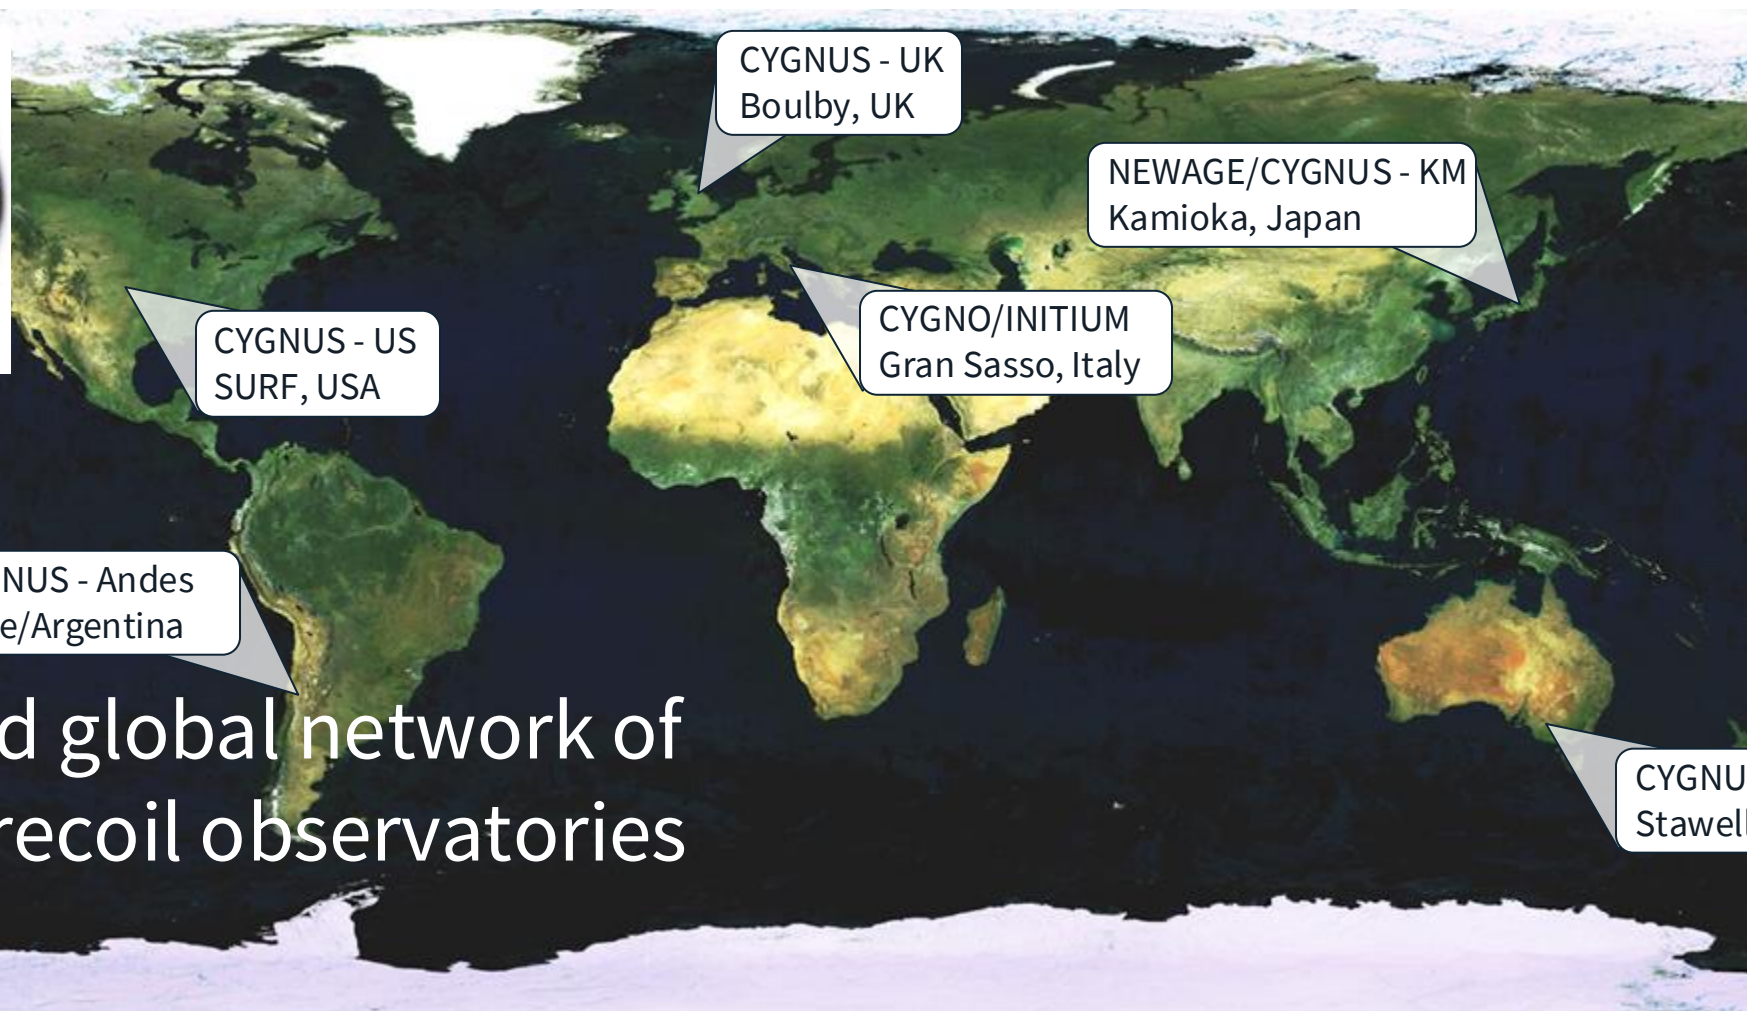 CYGNUS - UK
Boulby, UK
NEWAGE/CYGNUS - KM
Kamioka, Japan
CYGNUS - US
SURF, USA
CYGNO/INITIUM
Gran Sasso, Italy
NUS - Andes
e/Argentina
d global network of
recoil observatories
CYGNU
Stawell